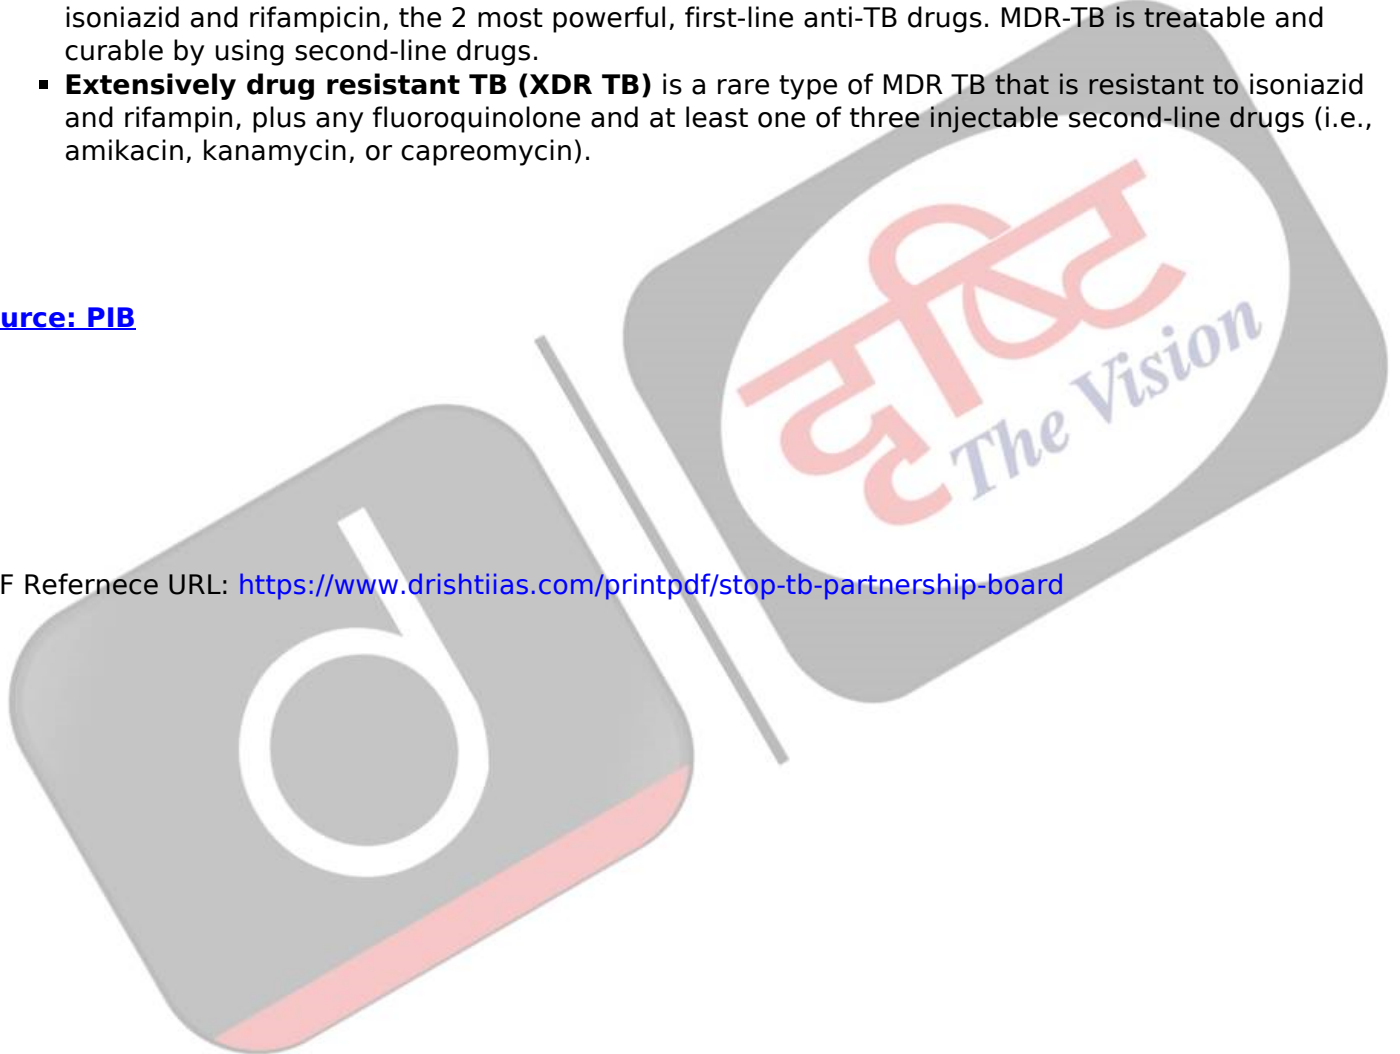 isoniazid and rifampicin, the 2 most powerful, first-line anti-TB drugs. MDR-TB is treatable and
curable by using second-line drugs.
▪ Extensively drug resistant TB (XDR TB) is a rare type of MDR TB that is resistant to isoniazid
and rifampin, plus any fluoroquinolone and at least one of three injectable second-line drugs (i.e.,
amikacin, kanamycin, or capreomycin).
दृष्टि
The Vision
urce: PIB
d
F Refernece URL: https://www.drishtiias.com/printpdf/stop-tb-partnership-board